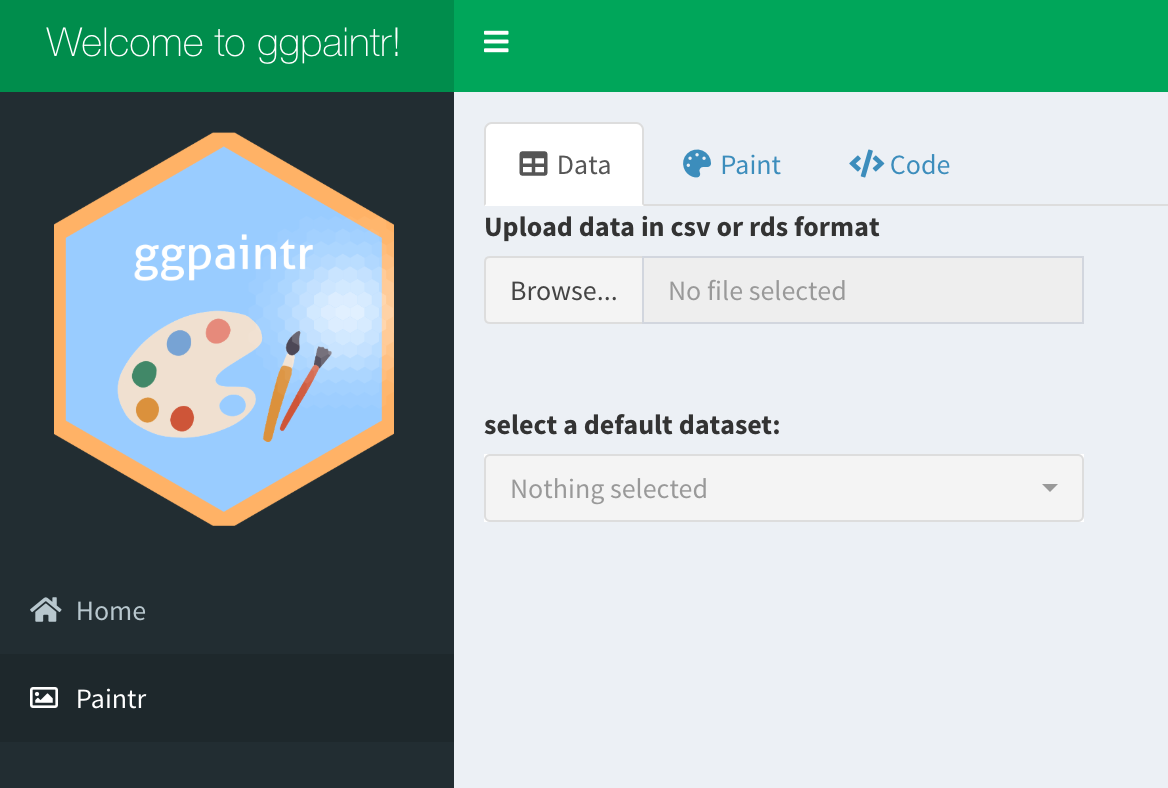 Welcome to ggpaintr!
ggpaintr
Home
Paintr
Data
Paint
Code
Upload data in csv or rds format
Browse...
No file selected
select a default dataset:
Nothing selected